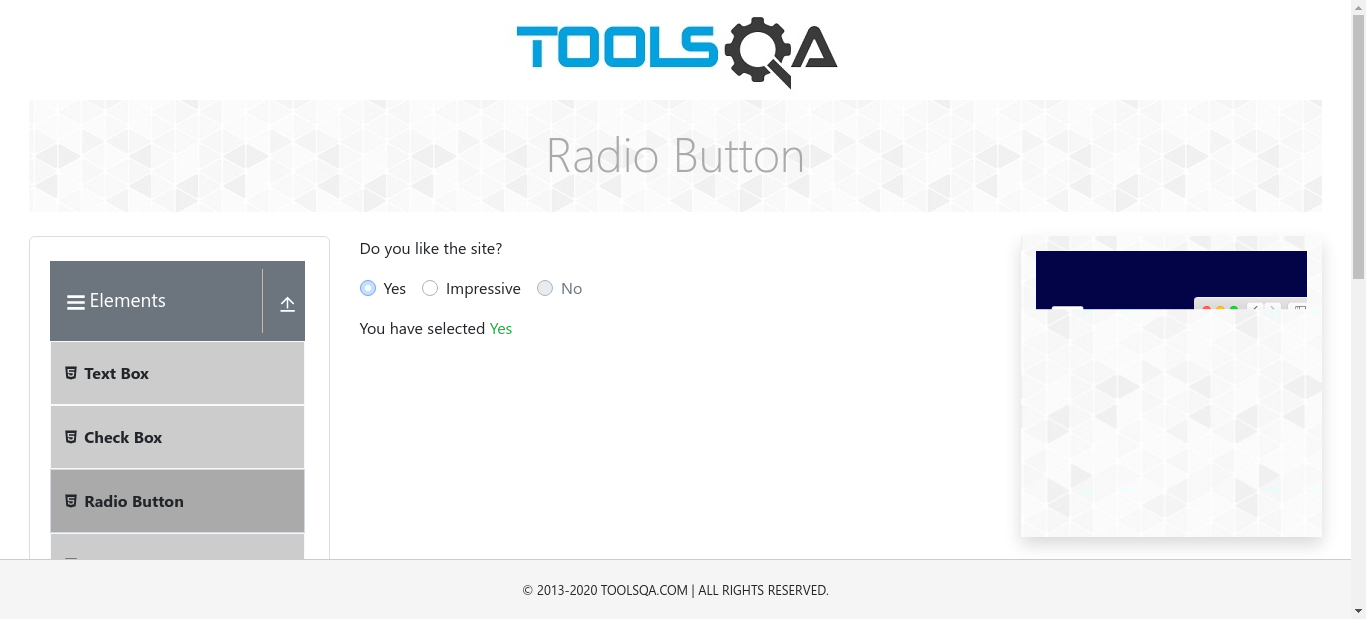 TOOLSQA
Radio Button
Elements
Text Box
Check Box
Radio Button
Do you like the site?
Yes Impressive No
You have selected Yes
© 2013-2020 TOOLSQA.COM | ALL RIGHTS RESERVED.